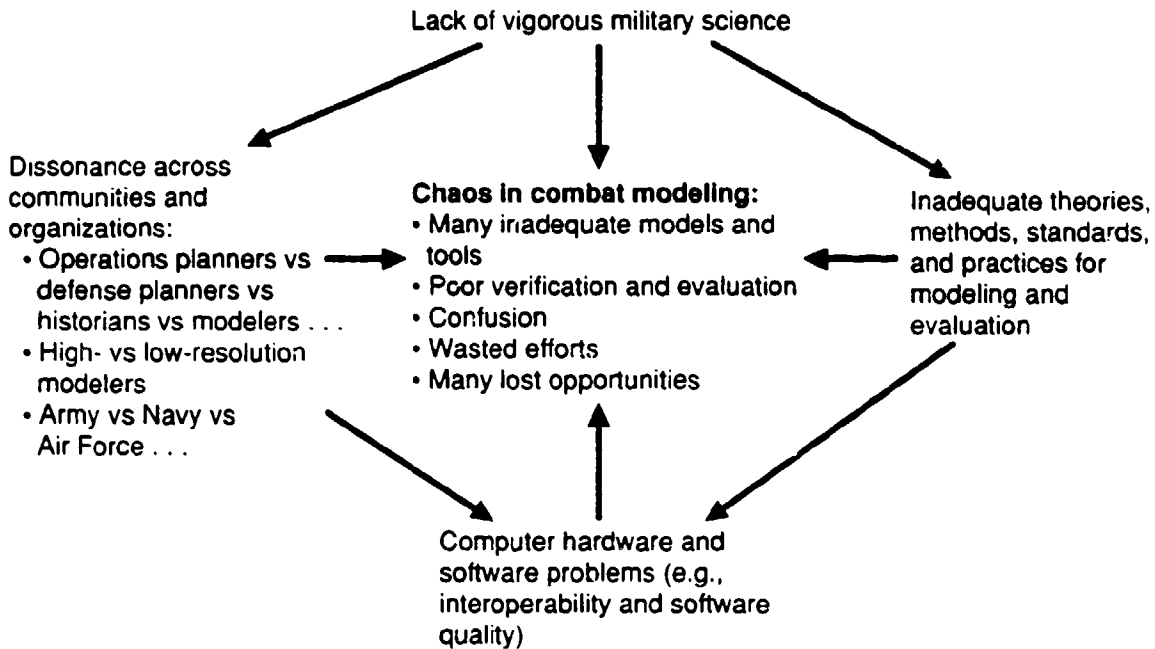 Lack of vigorous military science
Dissonance across
communities and
organizations:
• Operations planners vs
defense planners vs
historians vs modelers . . .
• High- vs low-resolution
modelers
• Army vs Navy vs
Air Force . . .
Chaos in combat modeling:
• Many inadequate models and
tools
• Poor verification and evaluation
• Confusion
• Wasted efforts
• Many lost opportunities
Inadequate theories,
methods, standards,
and practices for
modeling and
evaluation
Computer hardware and
software problems (e.g.,
interoperability and software
quality)